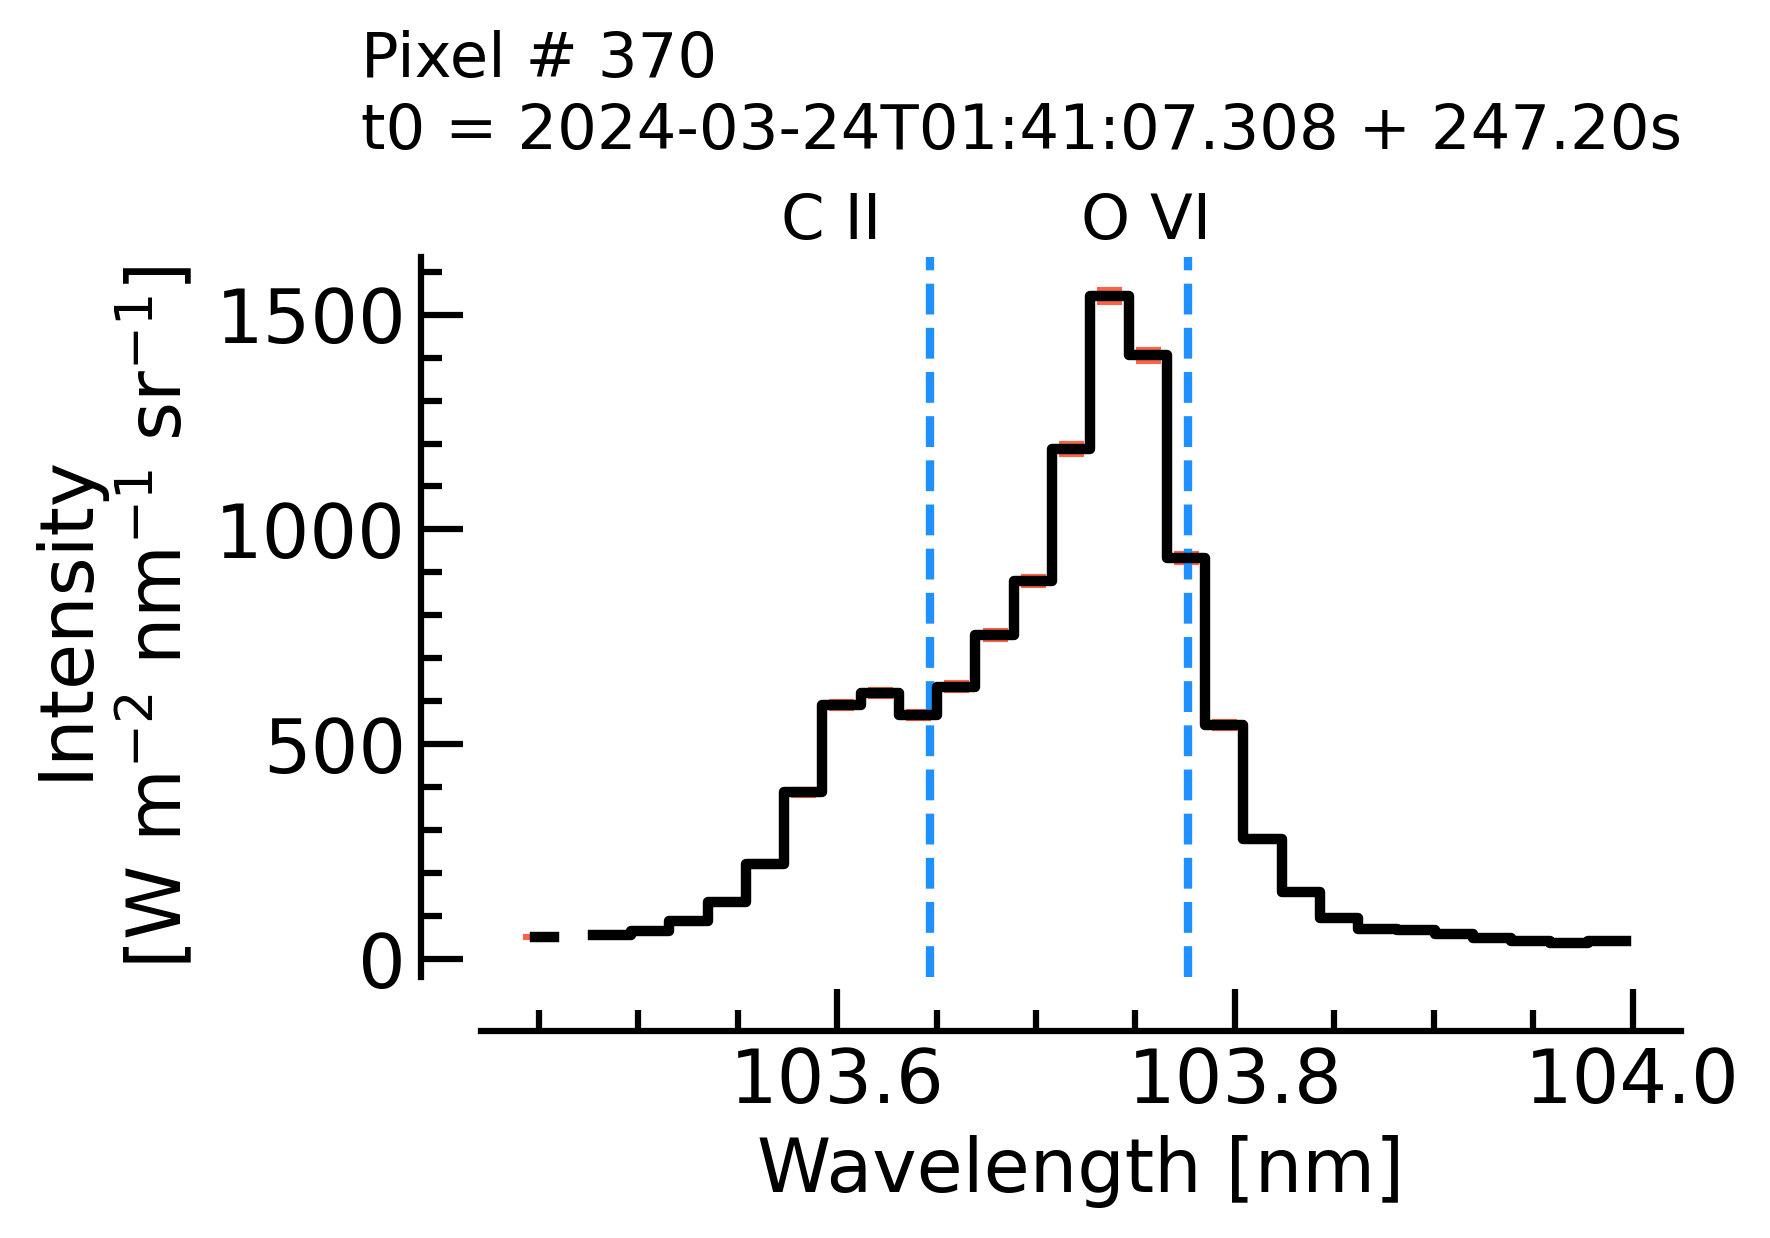 Pixel # 370
t0 = 2024-03-24T01:41:07.308 + 247.20s
C II O VI
Intensity
[W m⁻² nm⁻¹ sr⁻¹]
1500
1000
500
0
103.6 103.8 104.0
Wavelength [nm]